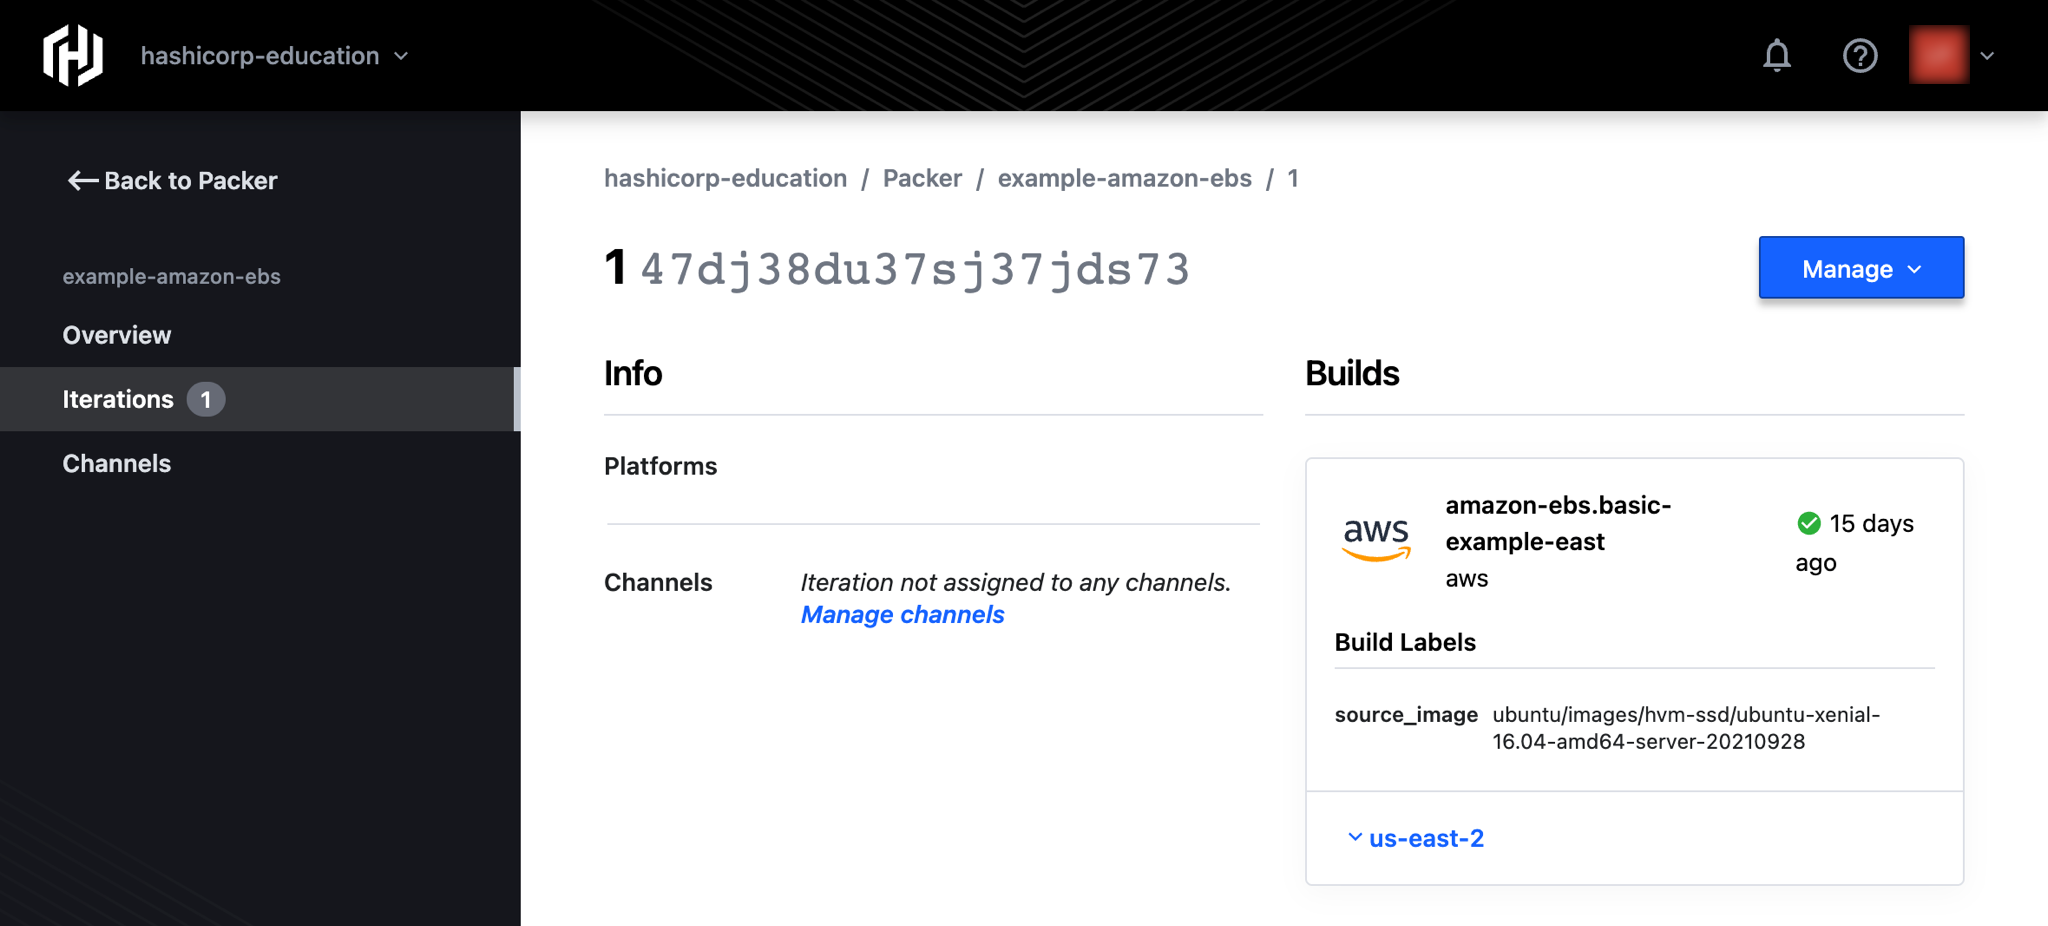 hashicorp-education
Back to Packer
example-amazon-ebs
Overview
Iterations 1
Channels
hashicorp-education / Packer / example-amazon-ebs / 1
1 47dj38du37sj37jds73
Manage
Info
Platforms
Channels
Iteration not assigned to any channels.
Manage channels
Builds
aws
amazon-ebs.basic-
example-east
aws
15 days
ago
Build Labels
source_image
ubuntu/images/hvm-ssd/ubuntu-xenial-
16.04-amd64-server-20210928
us-east-2